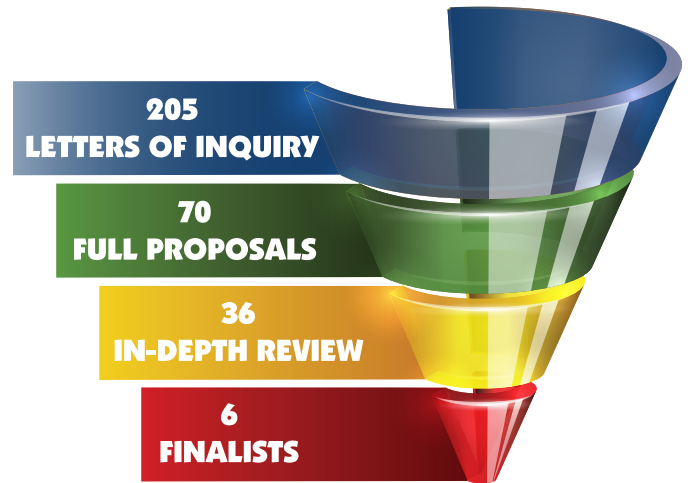 205
LETTERS OF INQUIRY
70
FULL PROPOSALS
36
IN-DEPTH REVIEW
6
FINALISTS